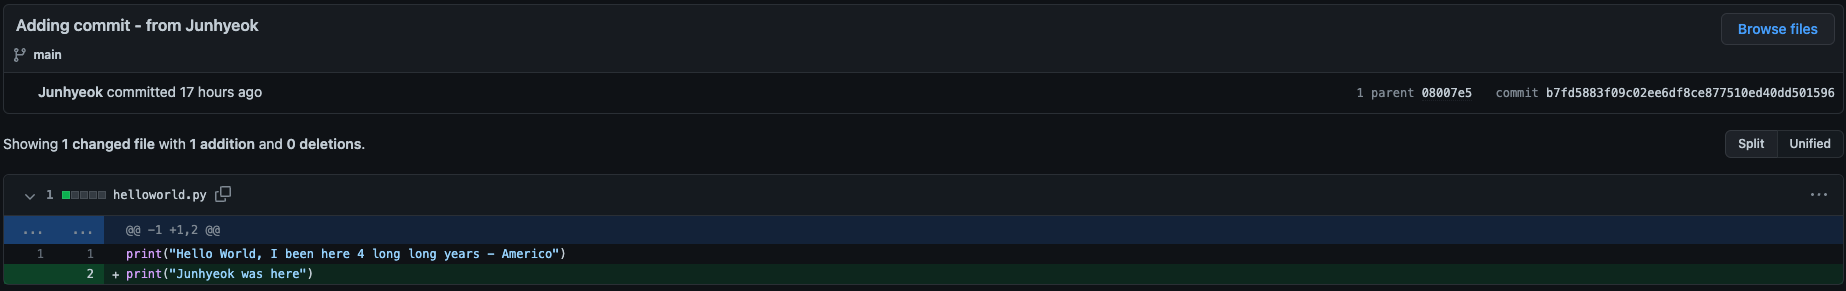 Adding commit - from Junhyeok
Browse files
main
Junhyeok committed 17 hours ago
1 parent 08007e5 commit b7fd5883f09c02ee6df8ce877510ed40dd501596
Showing 1 changed file with 1 addition and 0 deletions.
Split Unified
1 helloworld.py ...
... ... @@ -1 +1,2 @@
1 1 print("Hello World, I been here 4 long long years - Americo")
2 + print("Junhyeok was here")